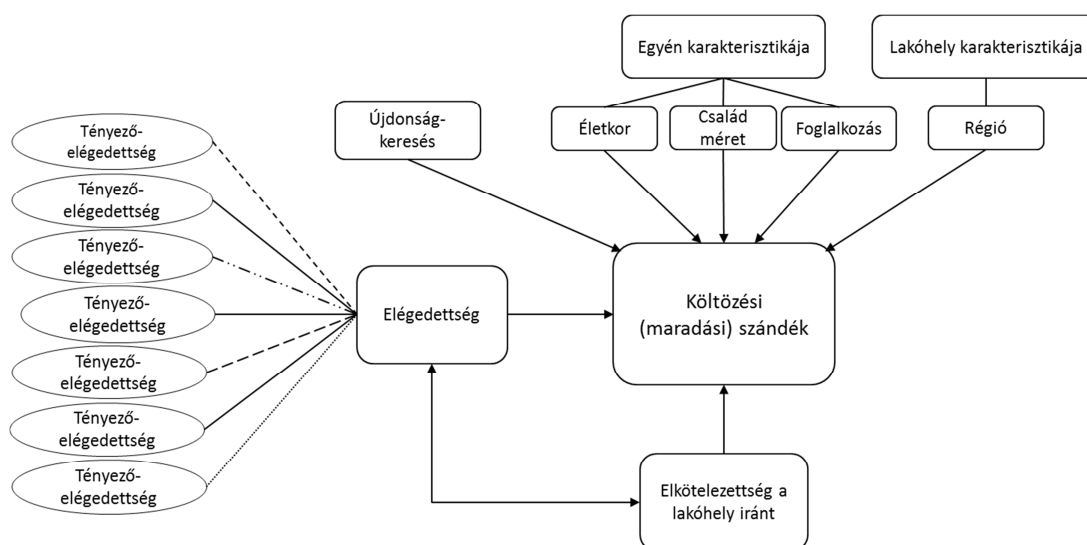 Egyén karakterisztikája
Lakóhely karakterisztikája
Újdonság-
keresés
Életkor
Család
méret
Foglalkozás
Régió
Tényező-
elégedettség
Tényező-
elégedettség
Tényező-
elégedettség
Tényező-
elégedettség
Tényező-
elégedettség
Tényező-
elégedettség
Tényező-
elégedettség
Elégedettség
Költözési
(maradási) szándék
Elkötelezettség a
lakóhely iránt